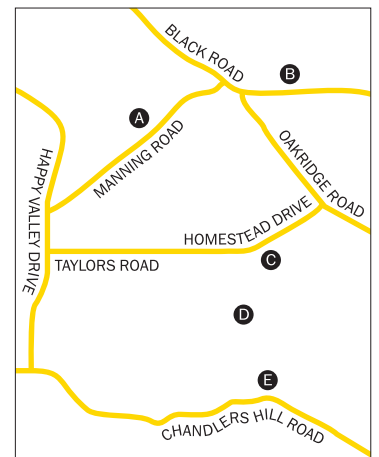 BLACK ROAD
B
A
MANNING ROAD
OAKRIDGE ROAD
HAPPY VALLEY DRIVE
HOMESTEAD DRIVE
TAYLORS ROAD
C
D
E
CHANDLERS HILL ROAD